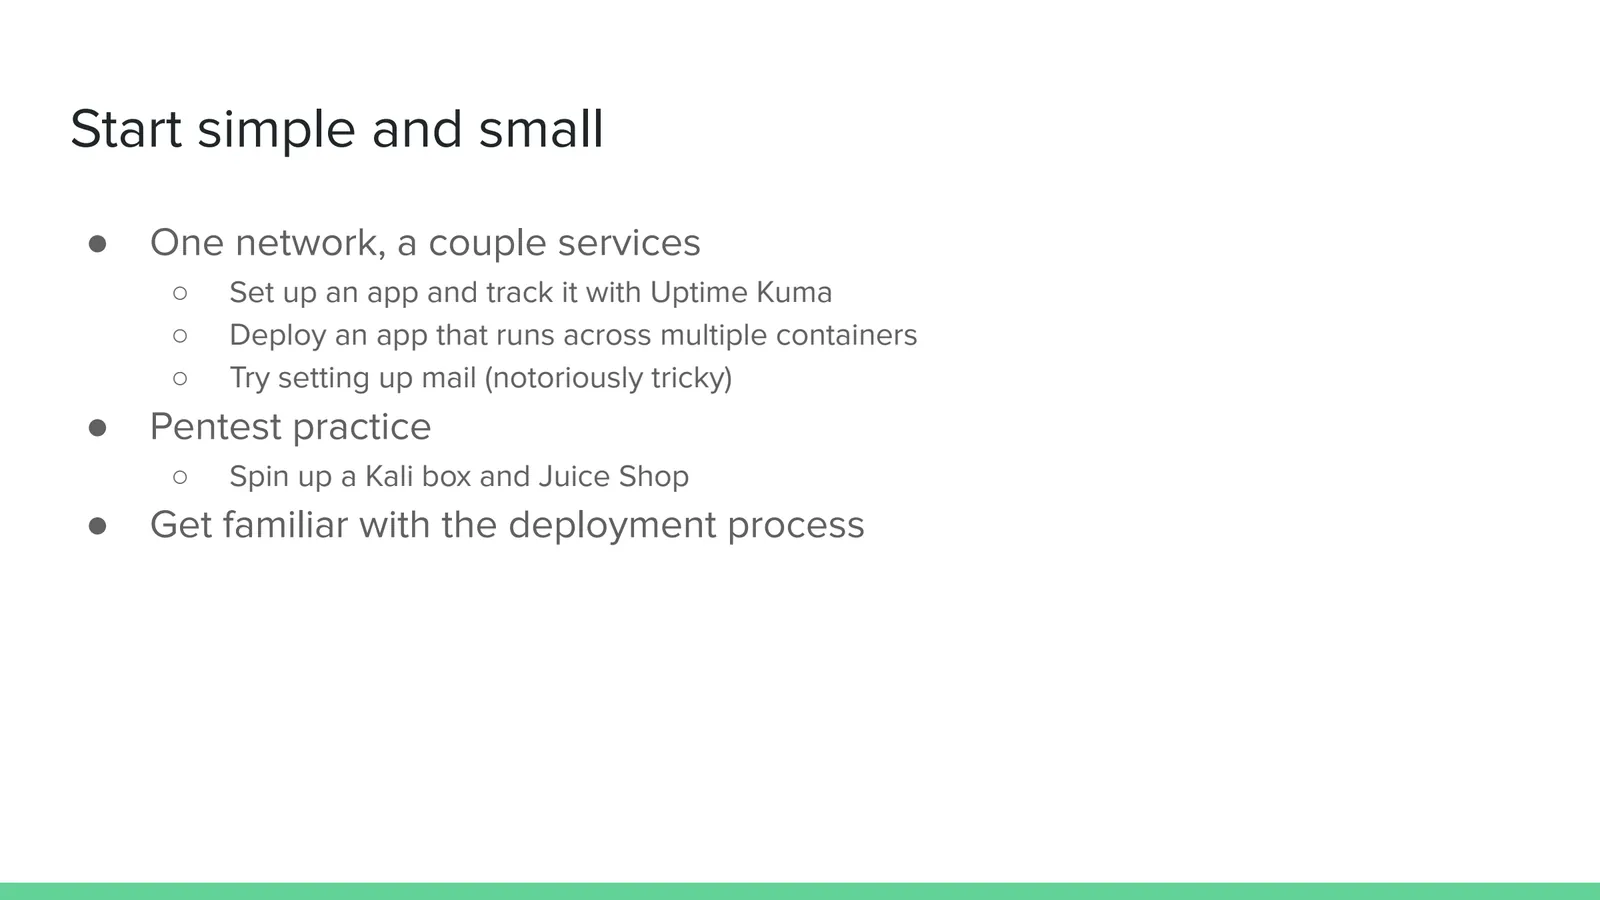 Start simple and small
● One network, a couple services
○ Set up an app and track it with Uptime Kuma
○ Deploy an app that runs across multiple containers
○ Try setting up mail (notoriously tricky)
● Pentest practice
○ Spin up a Kali box and Juice Shop
● Get familiar with the deployment process